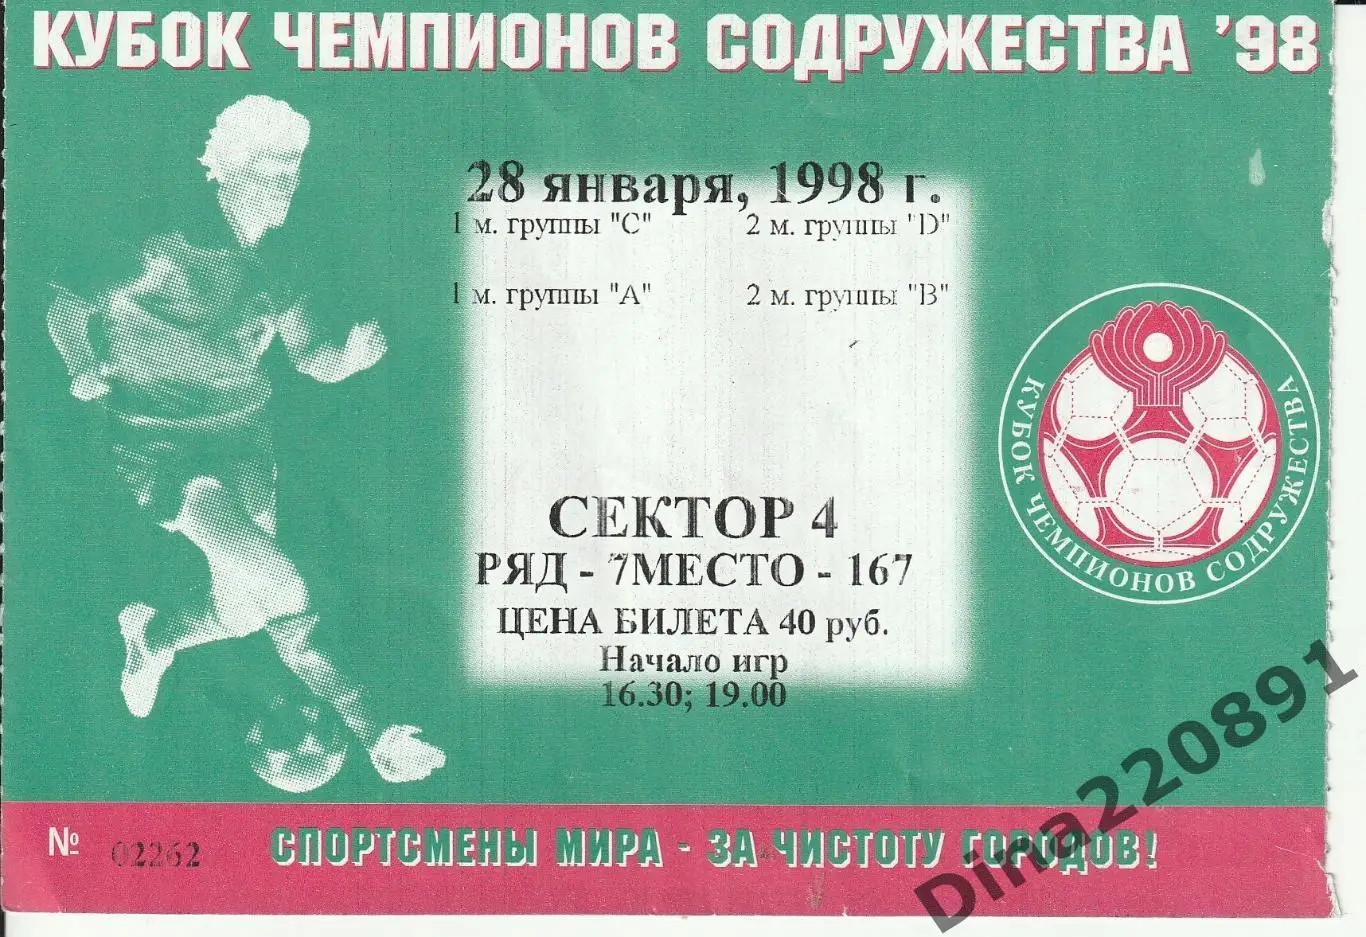 КУБОК ЧЕМПИОНОВ СОДРУЖЕСТВА '98
28 января, 1998 г.
1 м. группы "C" 2 м. группы "D"
1 м. группы "A" 2 м. группы "B"
КУБОК ЧЕМПИОНОВ СОДРУЖЕСТВА
СЕКТОР 4
РЯД - 7МЕСТО - 167
ЦЕНА БИЛЕТА 40 руб.
Начало игр
16.30; 19.00
№ 02262
СПОРТСМЕНЫ МИРА - ЗА ЧИСТОТУ ГОРОДОВ!
Dina220891